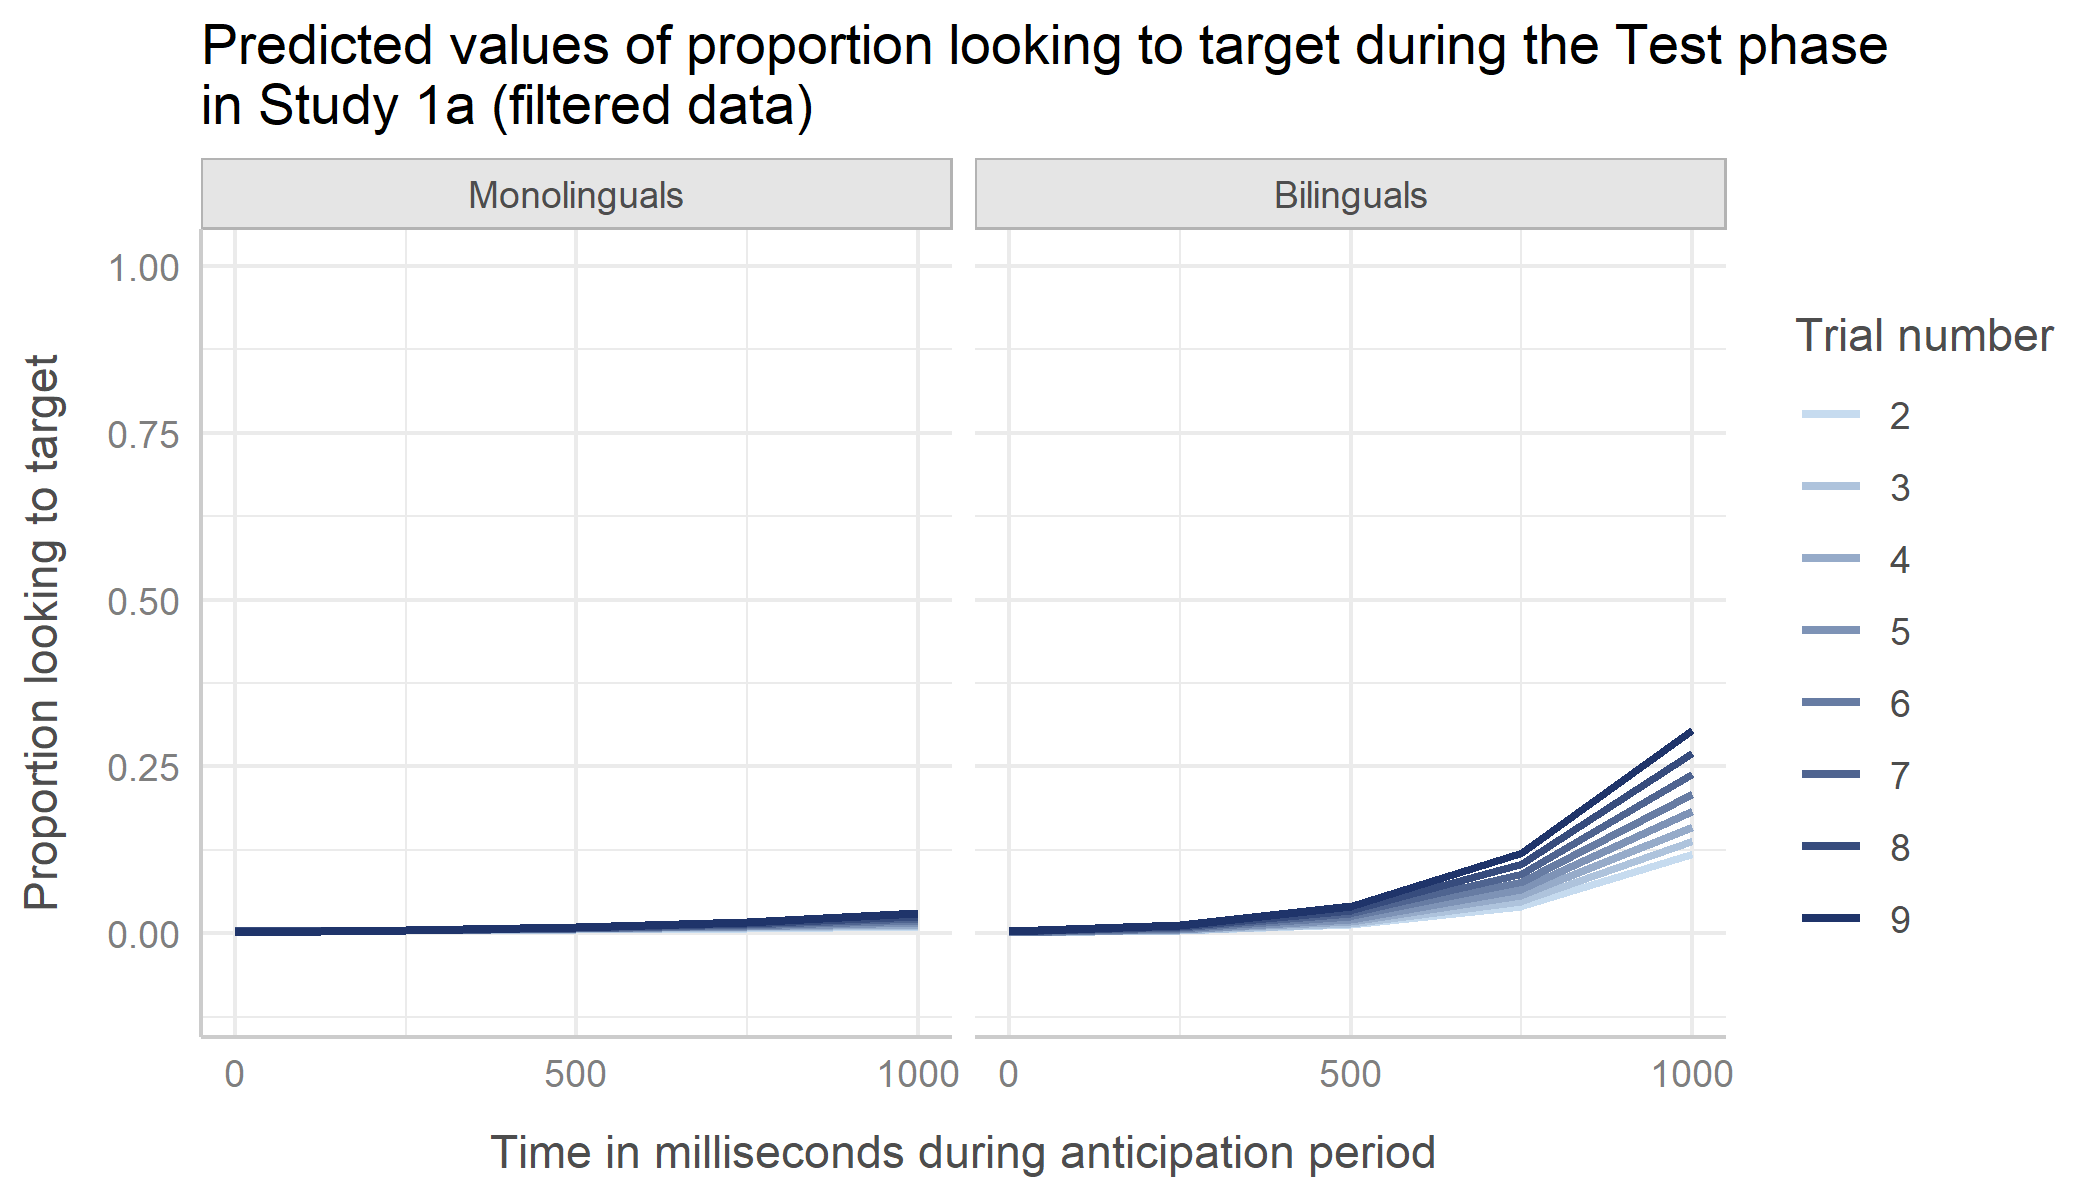 Predicted values of proportion looking to target during the Test phase
in Study 1a (filtered data)
Monolinguals
Bilinguals
Proportion looking to target
1.00
0.75
0.50
0.25
0.00
0
500
1000
0
500
1000
Time in milliseconds during anticipation period
Trial number
2
3
4
5
6
7
8
9